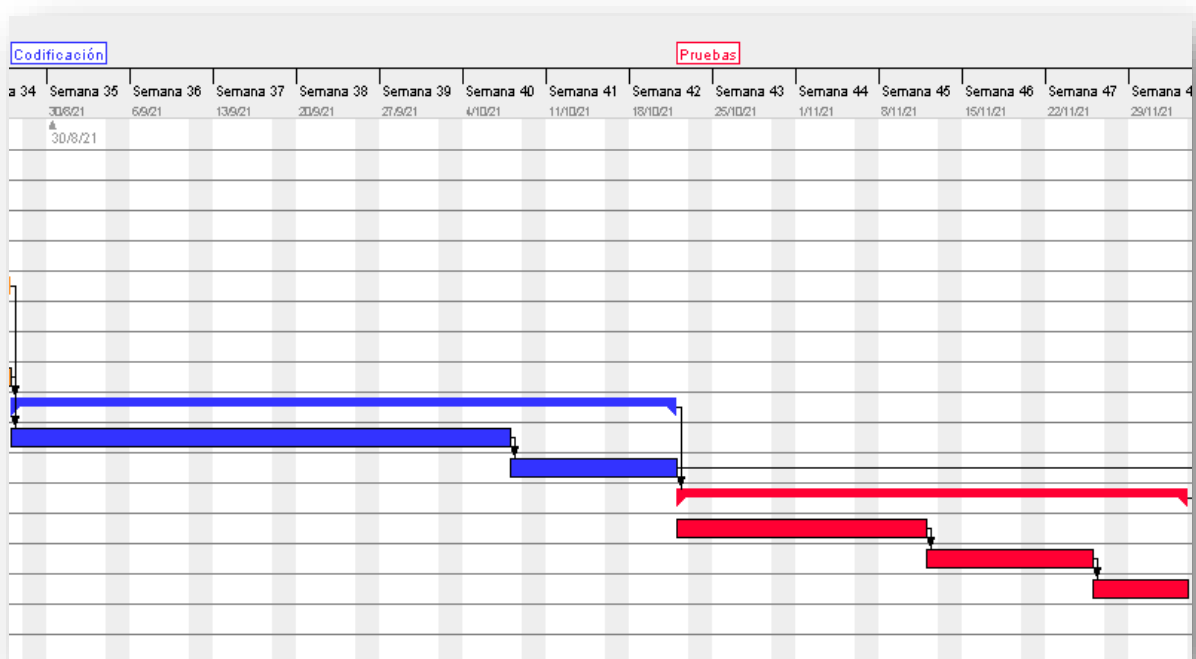 Codificación Pruebas
a 34 Semana 35 Semana 36 Semana 37 Semana 38 Semana 39 Semana 40 Semana 41 Semana 42 Semana 43 Semana 44 Semana 45 Semana 46 Semana 47 Semana 4
30/8/21 6/9/21 13/9/21 20/9/21 27/9/21 4/10/21 11/10/21 18/10/21 25/10/21 1/11/21 8/11/21 15/11/21 22/11/21 29/11/21
30/8/21